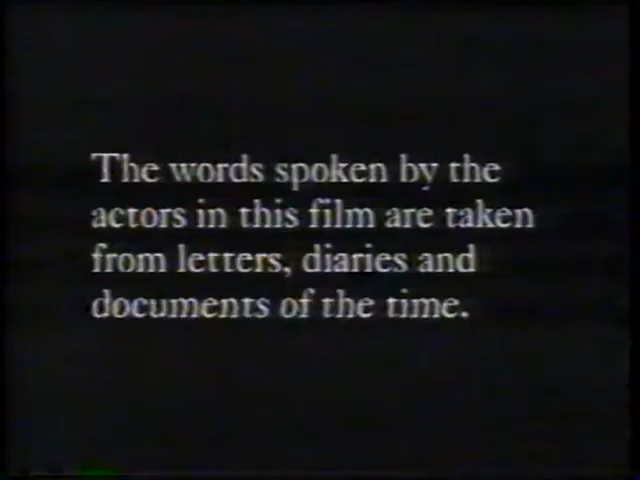 The words spoken by the
actors in this film are taken
from letters, diaries and
documents of the time.